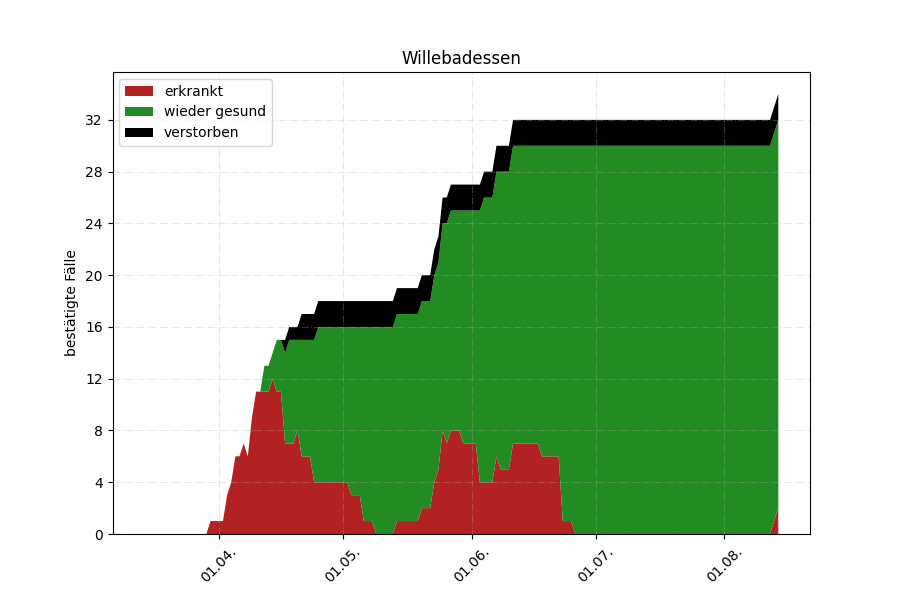 Willebadessen
erkrankt
wieder gesund
verstorben
bestätigte Fälle
32
28
24
20
16
12
8
4
0
01.04.
01.05.
01.06.
01.07.
01.08.